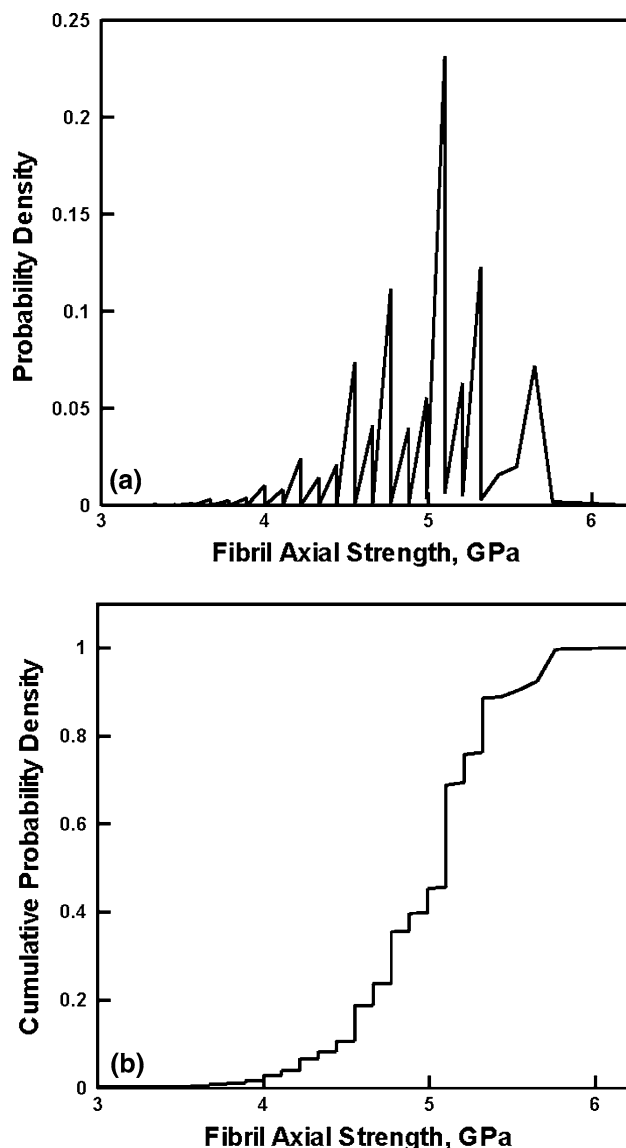 0.25
0.2
0.15
0.1
0.05
0
Probability Density
(a)
3 4 5 6
Fibril Axial Strength, GPa
1
0.8
0.6
0.4
0.2
0
Cumulative Probability Density
(b)
3 4 5 6
Fibril Axial Strength, GPa